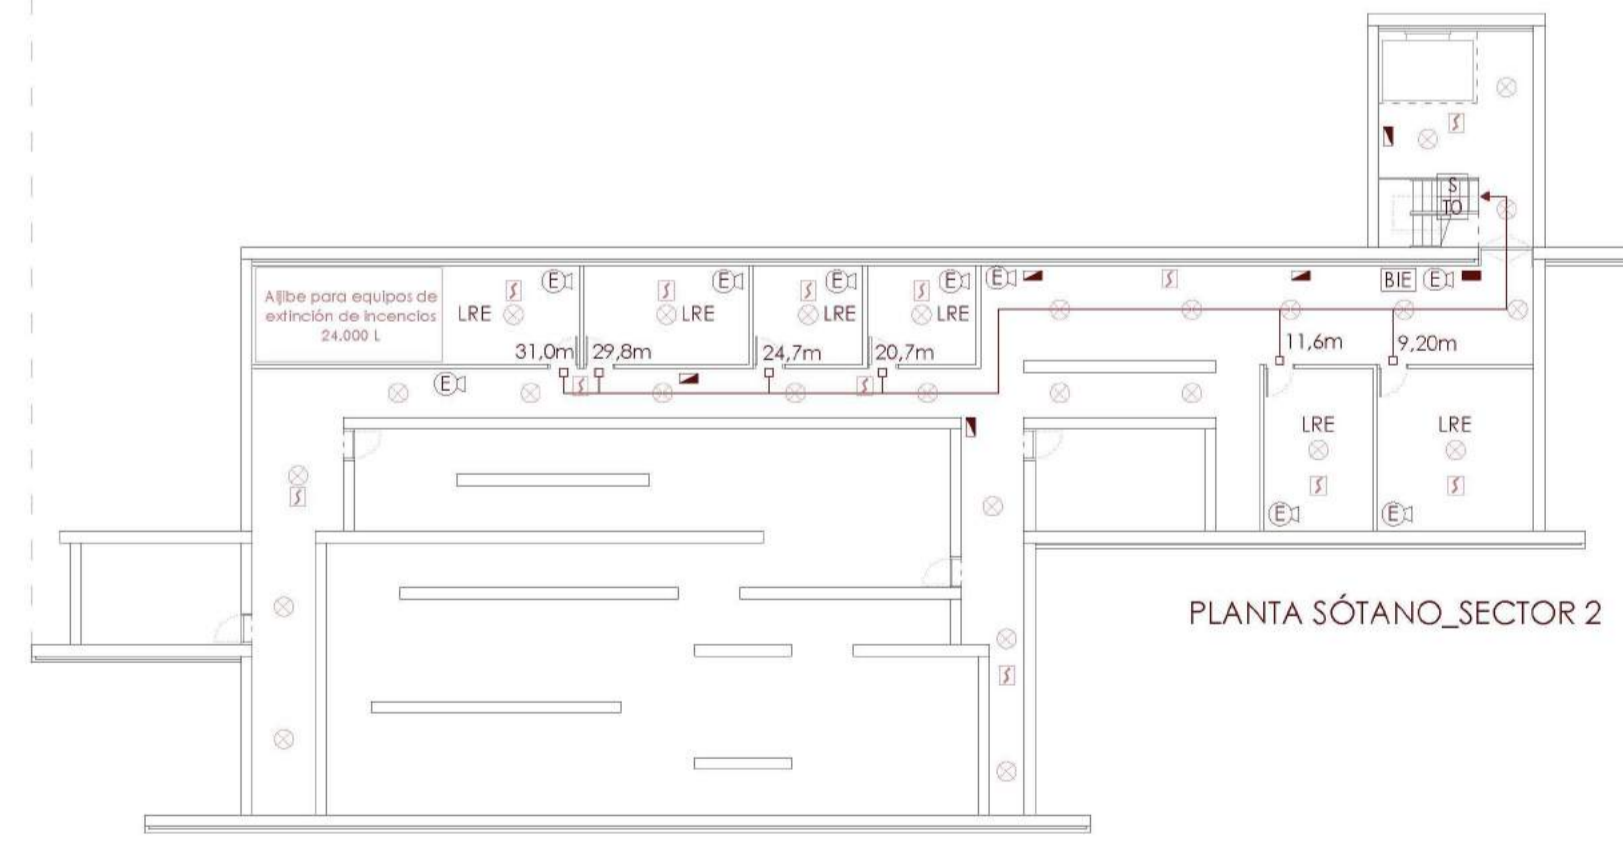 S
TO
Aljibe para equipos de
extinción de incencios
24.000 L
LRE
E
E
LRE
E
LRE
E
LRE
E
BIE
E
31,0m
29,8m
24,7m
20,7m
11,6m
9,20m
E
LRE
LRE
E
E
PLANTA SÓTANO_SECTOR 2